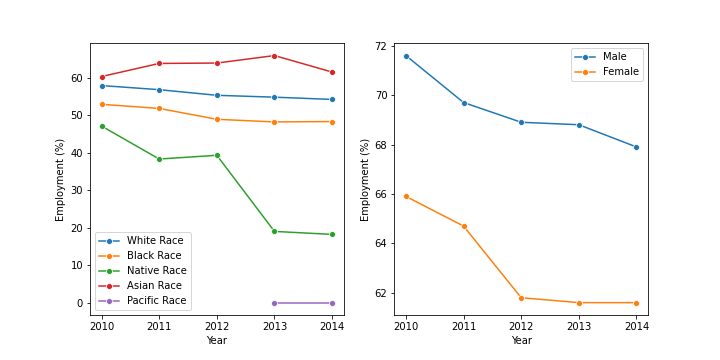 Employment (%)
60
50
40
30
20
10
0
White Race
Black Race
Native Race
Asian Race
Pacific Race
2010 2011 2012 2013 2014
Year
Employment (%)
72
70
68
66
64
62
Male
Female
2010 2011 2012 2013 2014
Year